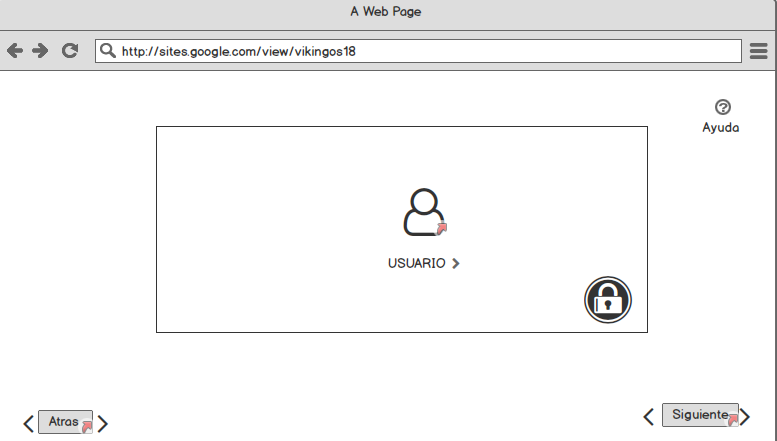 A Web Page
http://sites.google.com/view/vikingos18
Ayuda
USUARIO
Atras
Siguiente